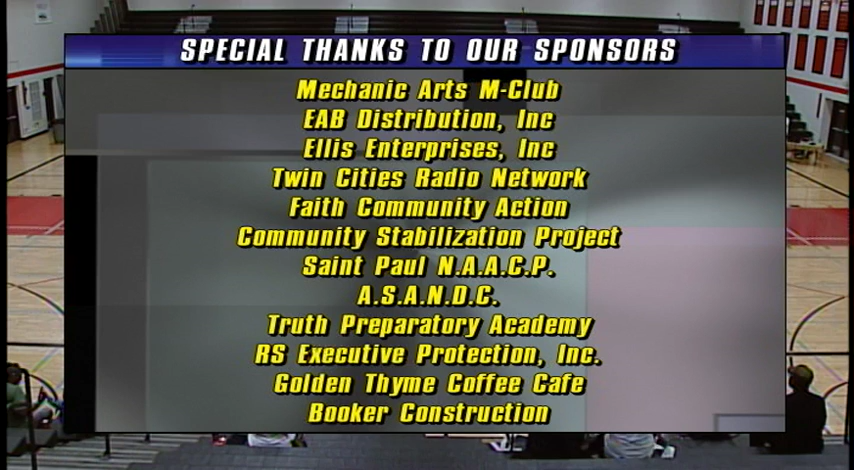 SPECIAL THANKS TO OUR SPONSORS
Mechanic Arts M-Club
EAB Distribution, Inc
Ellis Enterprises, Inc
Twin Cities Radio Network
Faith Community Action
Community Stabilization Project
Saint Paul N.A.A.C.P.
A.S.A.N.D.C.
Truth Preparatory Academy
RS Executive Protection, Inc.
Golden Thyme Coffee Cafe
Booker Construction